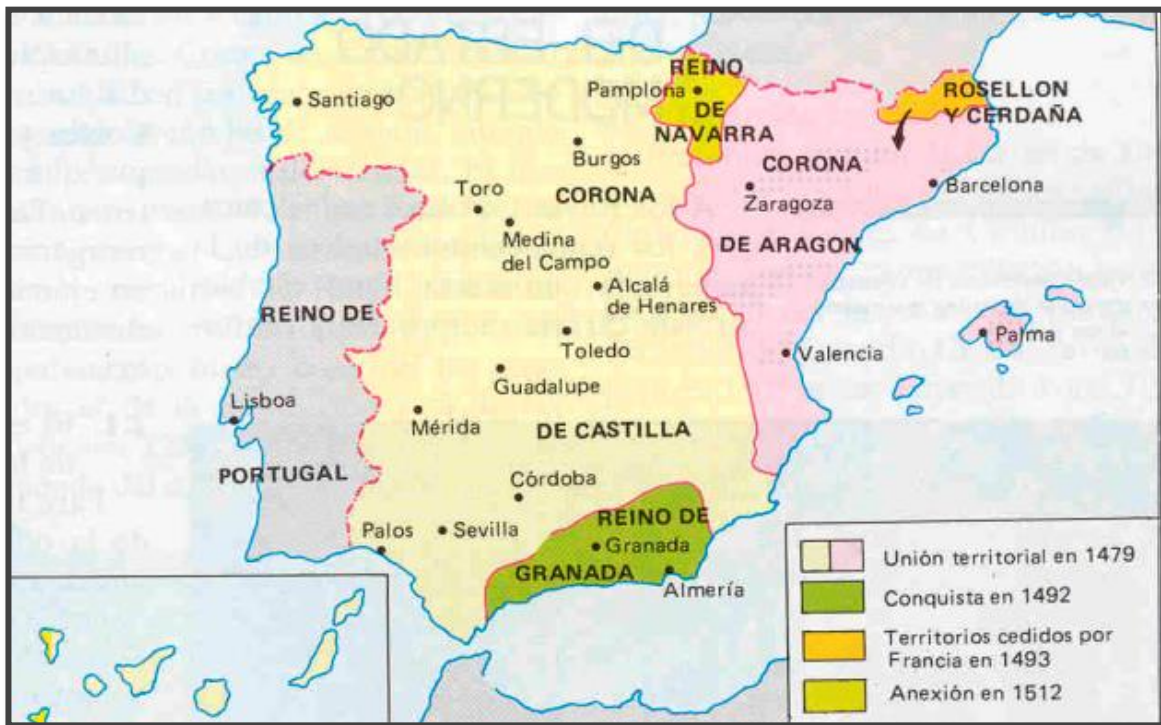 REINO
Pamplona
DE
NAVARRA
ROSELLON
Y CERDAÑA
Santiago
Burgos
CORONA
CORONA
Zaragoza
Barcelona
Toro
Medina
del Campo
DE ARAGON
Alcalá
de Henares
REINO DE
Toledo
Palma
Valencia
Guadalupe
Lisboa
Mérida
DE CASTILLA
PORTUGAL
Córdoba
Palos
Sevilla
REINO DE
Granada
GRANADA
Almería
Unión territorial en 1479
Conquista en 1492
Territorios cedidos por
Francia en 1493
Anexión en 1512